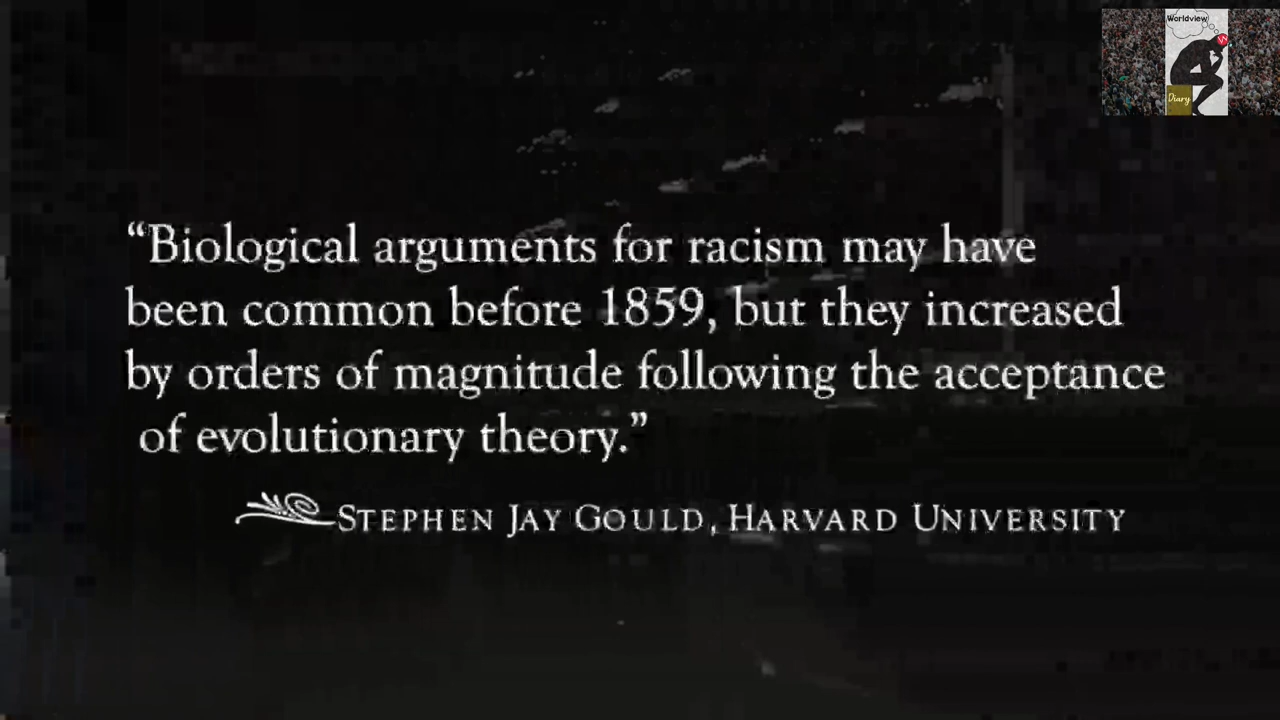 Worldview
Diary
“Biological arguments for racism may have
been common before 1859, but they increased
by orders of magnitude following the acceptance
of evolutionary theory.”
STEPHEN JAY GOULD, HARVARD UNIVERSITY